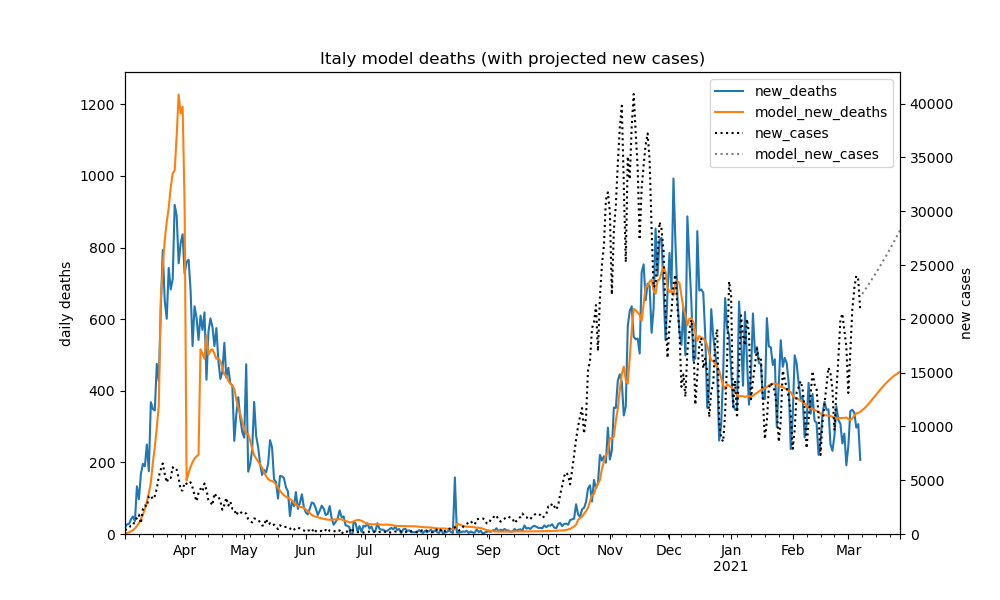 Italy model deaths (with projected new cases)
new_deaths
model_new_deaths
new_cases
model_new_cases
daily deaths
1200
1000
800
600
400
200
0
new cases
40000
35000
30000
25000
20000
15000
10000
5000
0
Apr May Jun Jul Aug Sep Oct Nov Dec Jan Feb Mar
2021